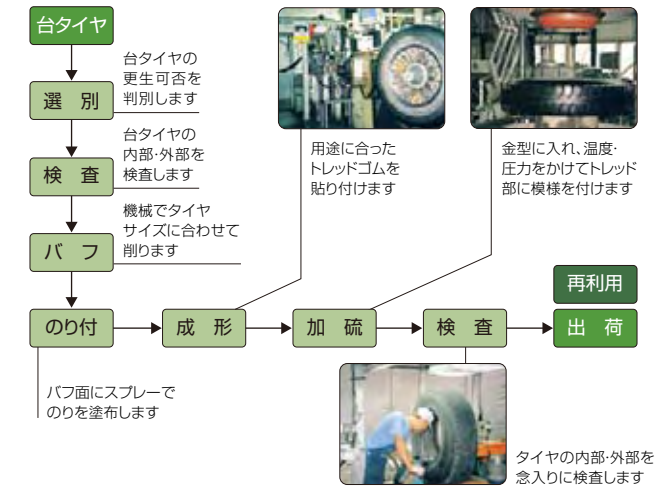 台タイヤ
台タイヤの
更生可否を
判別します
選 別
台タイヤの
内部・外部を
検査します
検 査
機械でタイヤ
サイズに合わせて
削ります
バ フ
のり付
バフ面にスプレーで
のりを塗布します
成 形
用途に合った
トレッドゴムを
貼り付けます
加 硫
金型に入れ、温度・
圧力をかけてトレッド
部に模様を付けます
検 査
タイヤの内部・外部を
念入りに検査します
再利用
出 荷